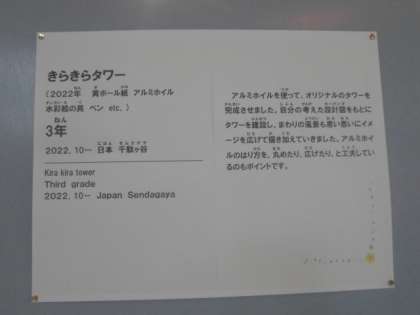 きらきらタワー
（2022年　黄ボール紙　アルミホイル
水彩絵の具　ペン　etc.）
3年
2022. 10－　日本　千駄ヶ谷
Kira kira tower
Third grade
2022. 10－ Japan Sendagaya
アルミホイルを使って、オリジナルのタワーを
完成させました。自分の考えた設計図をもとに
タワーを建設し、まわりの風景も思い思いにイメ
ージを広げて描き加えていきました。アルミホイ
ルのはり方を、丸めたり、広げたり、と工夫してい
るのもポイントです。